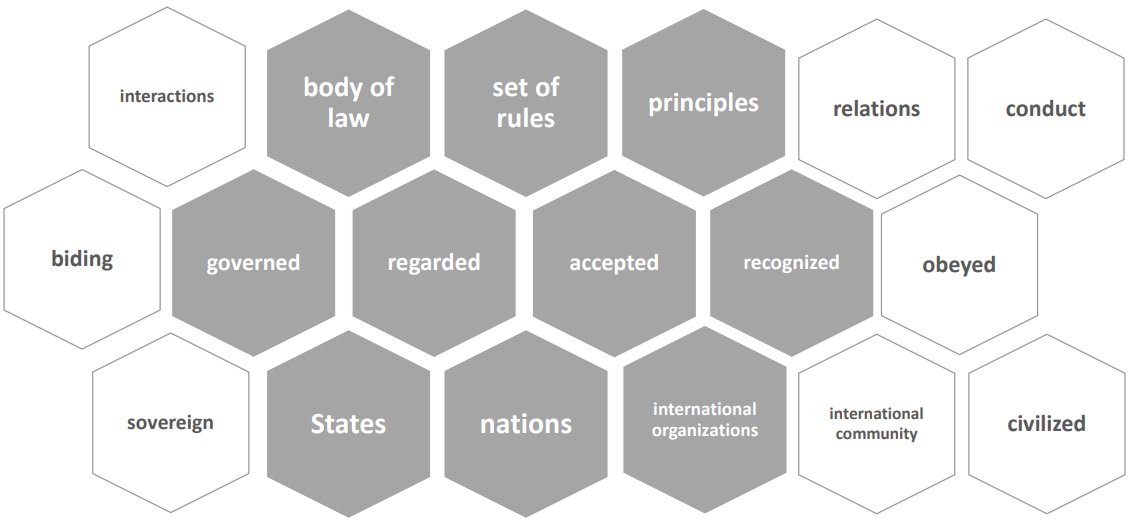 interactions
body of
law
set of
rules
principles
relations
conduct
biding
governed
regarded
accepted
recognized
obeyed
sovereign
States
nations
international
organizations
international
community
civilized